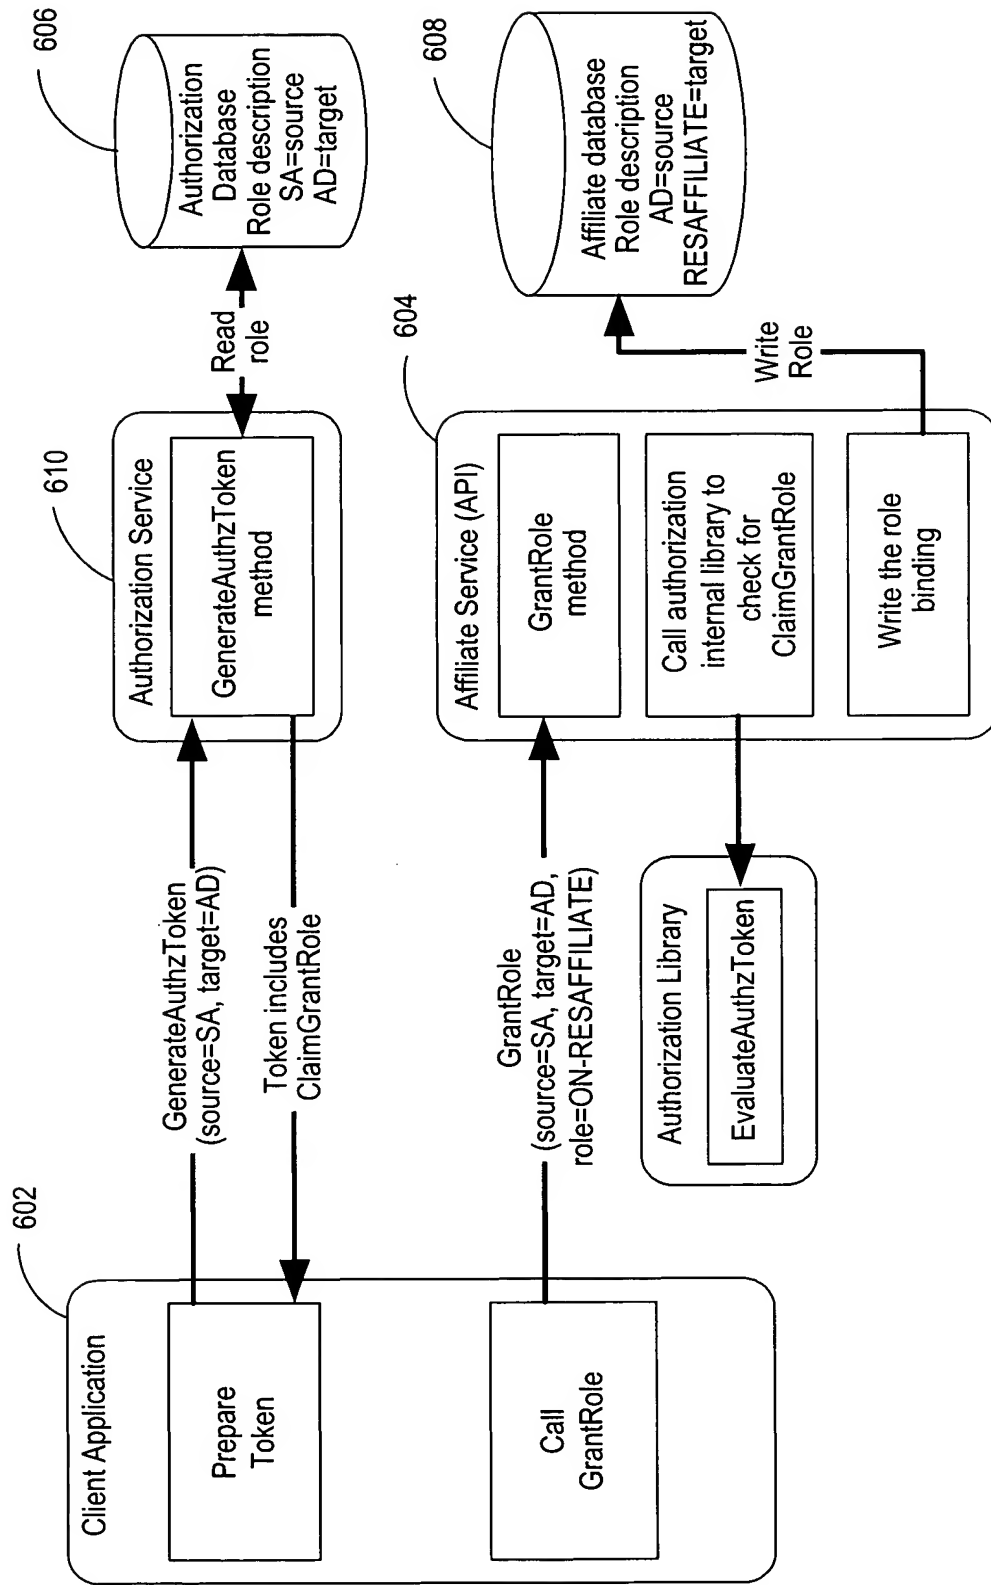 602
Client Application
Prepare
Token
Call
GrantRole
GenerateAuthzToken
(source=SA, target=AD)
Token includes
ClaimGrantRole
GrantRole
(source=SA, target=AD,
role=ON-RESAFFILIATE)
Authorization Library
EvaluateAuthzToken
610
Authorization Service
GenerateAuthzToken
method
604
Affiliate Service (API)
GrantRole
method
Call authorization
internal library to
check for
ClaimGrantRole
Write the role
binding
Read
role
Write
Role
606
Authorization
Database
Role description
SA=source
AD=target
608
Affiliate database
Role description
AD=source
RESAFFILIATE=target